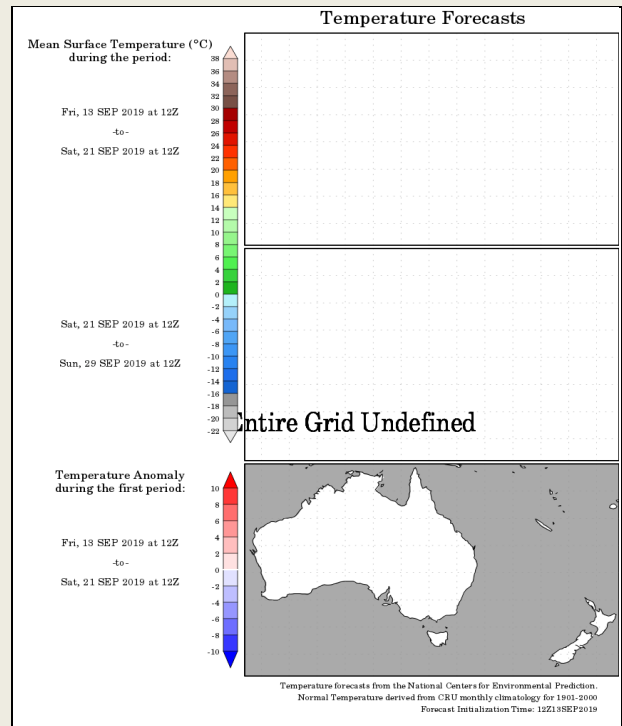 Temperature Forecasts
Mean Surface Temperature (°C)
during the period:
38
36
34
32
30
28
26
24
22
20
18
16
14
12
10
8
6
4
2
0
-2
-4
-6
-8
-10
-12
-14
-16
-18
-20
-22
Fri, 13 SEP 2019 at 12Z
-to-
Sat, 21 SEP 2019 at 12Z
Sat, 21 SEP 2019 at 12Z
-to-
Sun, 29 SEP 2019 at 12Z
Entire Grid Undefined
Temperature Anomaly
during the first period:
10
8
6
4
2
0
-2
-4
-6
-8
-10
Fri, 13 SEP 2019 at 12Z
-to-
Sat, 21 SEP 2019 at 12Z
Temperature forecasts from the National Centers for Environmental Prediction.
Normal Temperature derived from CRU monthly climatology for 1901-2000
Forecast Initialization Time: 12Z13SEP2019